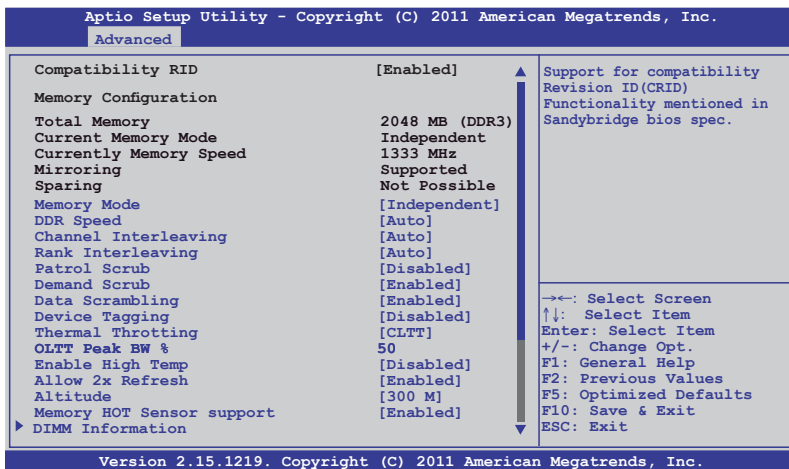 Aptio Setup Utility - Copyright (C) 2011 American Megatrends, Inc.
Advanced
Compatibility RID [Enabled]
Memory Configuration
Total Memory 2048 MB (DDR3)
Current Memory Mode Independent
Currently Memory Speed 1333 MHz
Mirroring Supported
Sparing Not Possible
Memory Mode [Independent]
DDR Speed [Auto]
Channel Interleaving [Auto]
Rank Interleaving [Auto]
Patrol Scrub [Disabled]
Demand Scrub [Enabled]
Data Scrambling [Enabled]
Device Tagging [Disabled]
Thermal Throtting [CLTT]
OLTT Peak BW % 50
Enable High Temp [Disabled]
Allow 2x Refresh [Enabled]
Altitude [300 M]
Memory HOT Sensor support [Enabled]
DIMM Information
Support for compatibility
Revision ID(CRID)
Functionality mentioned in
Sandybridge bios spec.
→←: Select Screen
↑↓: Select Item
Enter: Select Item
+/-: Change Opt.
F1: General Help
F2: Previous Values
F5: Optimized Defaults
F10: Save & Exit
ESC: Exit
Version 2.15.1219. Copyright (C) 2011 American Megatrends, Inc.